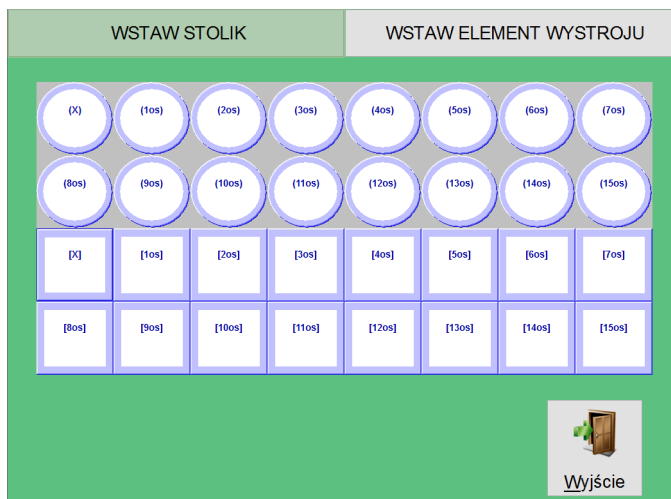 WSTAW STOLIK WSTAW ELEMENT WYSTROJU
(X) (1os) (2os) (3os) (4os) (5os) (6os) (7os)
(8os) (9os) (10os) (11os) (12os) (13os) (14os) (15os)
[X] [1os] [2os] [3os] [4os] [5os] [6os] [7os]
[8os] [9os] [10os] [11os] [12os] [13os] [14os] [15os]
Wyjście